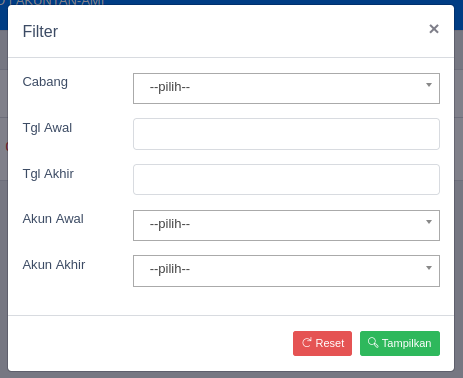 AKUNTAN-AMI
Filter ×
Cabang --pilih--
Tgl Awal
Tgl Akhir
Akun Awal --pilih--
Akun Akhir --pilih--
Reset Tampilkan